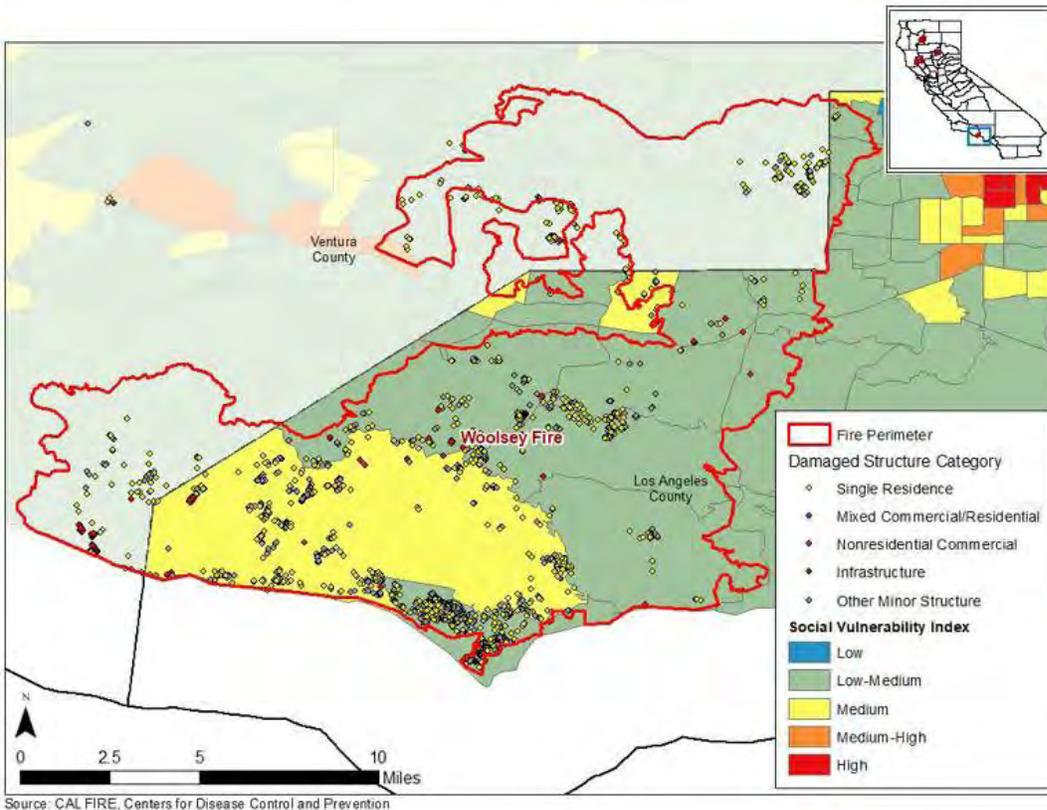 Ventura
County
Woolsey Fire
Los Angeles
County
Fire Perimeter
Damaged Structure Category
Single Residence
Mixed Commercial/Residential
Nonresidential Commercial
Infrastructure
Other Minor Structure
Social Vulnerability Index
Low
Low-Medium
Medium
Medium-High
High
N
0 2.5 5 10
Miles
Source: CAL FIRE, Centers for Disease Control and Prevention